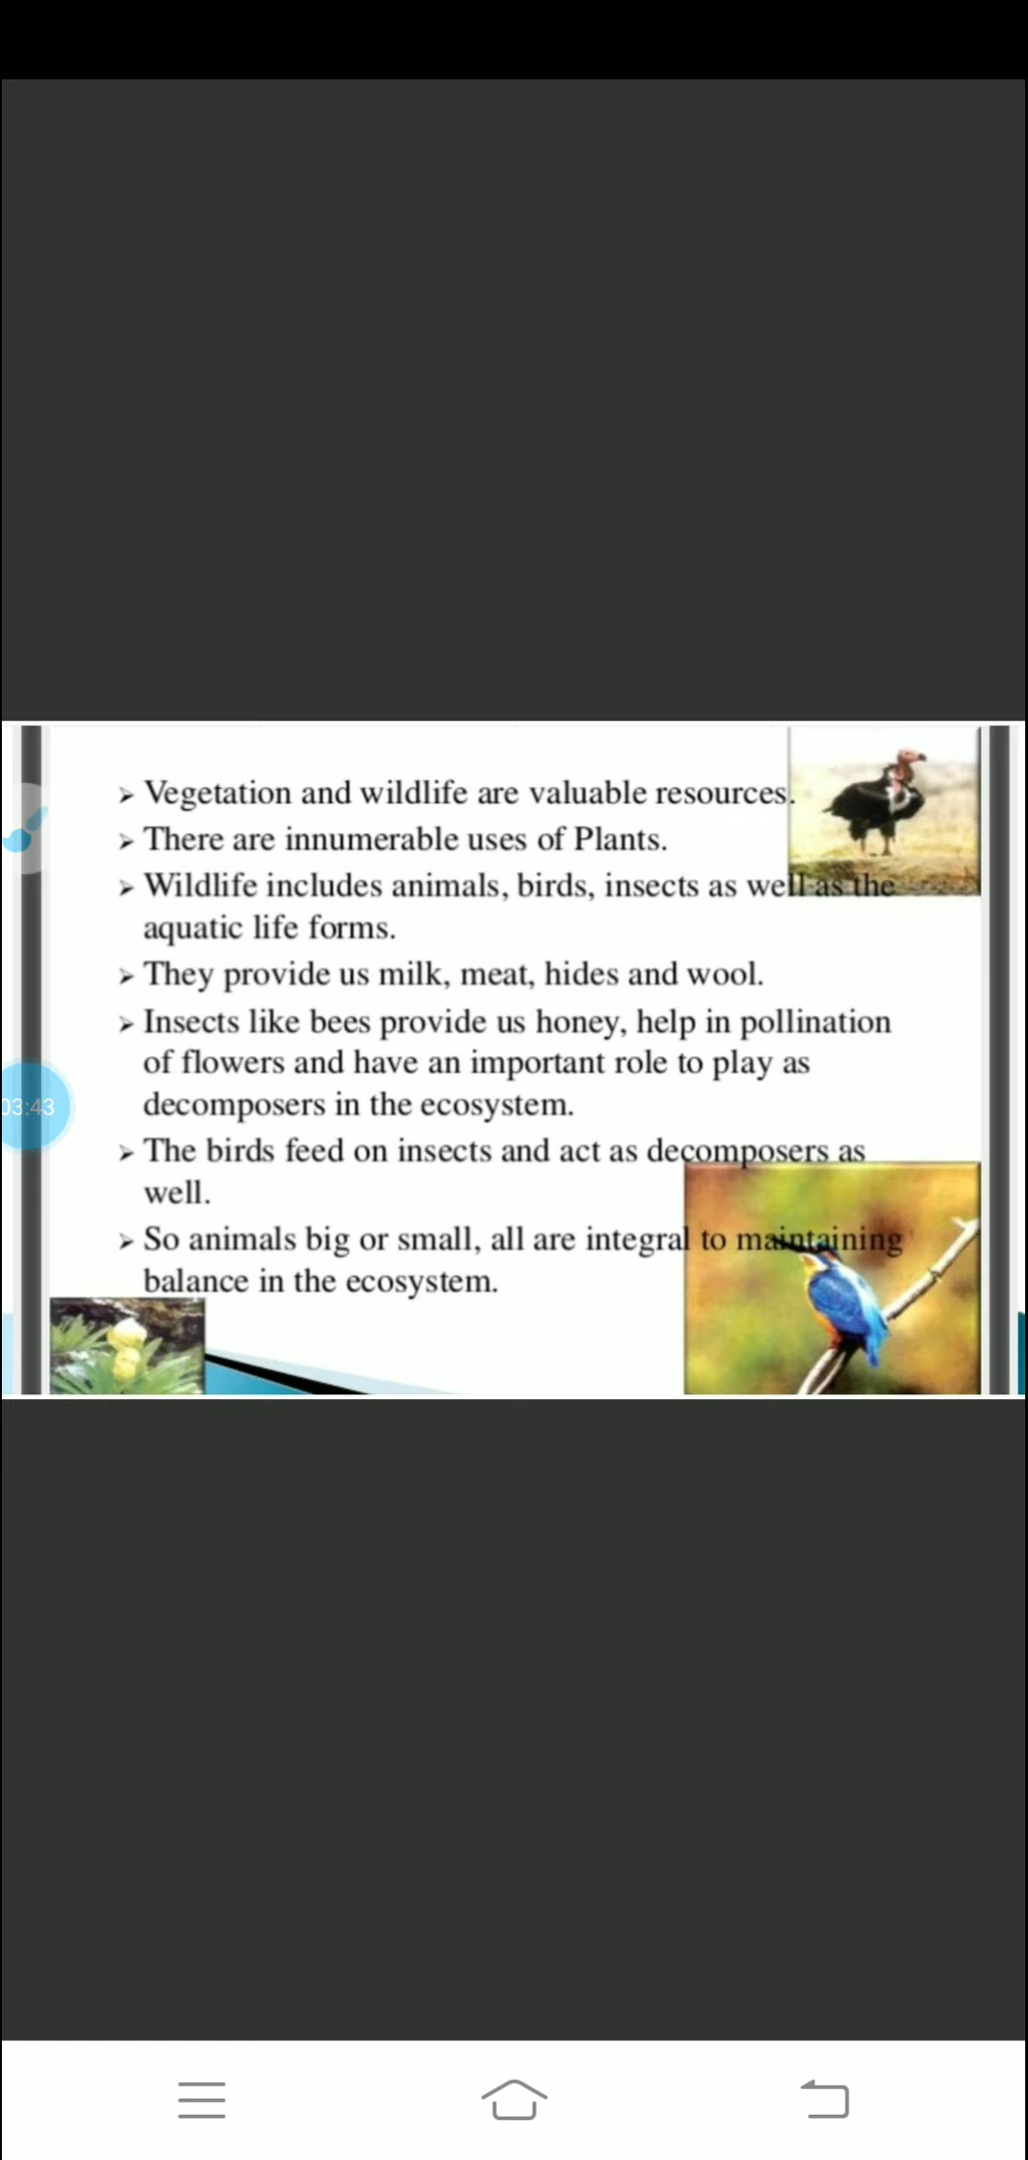 ➢ Vegetation and wildlife are valuable resources.
➢ There are innumerable uses of Plants.
➢ Wildlife includes animals, birds, insects as well as the
aquatic life forms.
➢ They provide us milk, meat, hides and wool.
➢ Insects like bees provide us honey, help in pollination
of flowers and have an important role to play as
decomposers in the ecosystem.
➢ The birds feed on insects and act as decomposers as
well.
➢ So animals big or small, all are integral to maintaining
balance in the ecosystem.
03:43